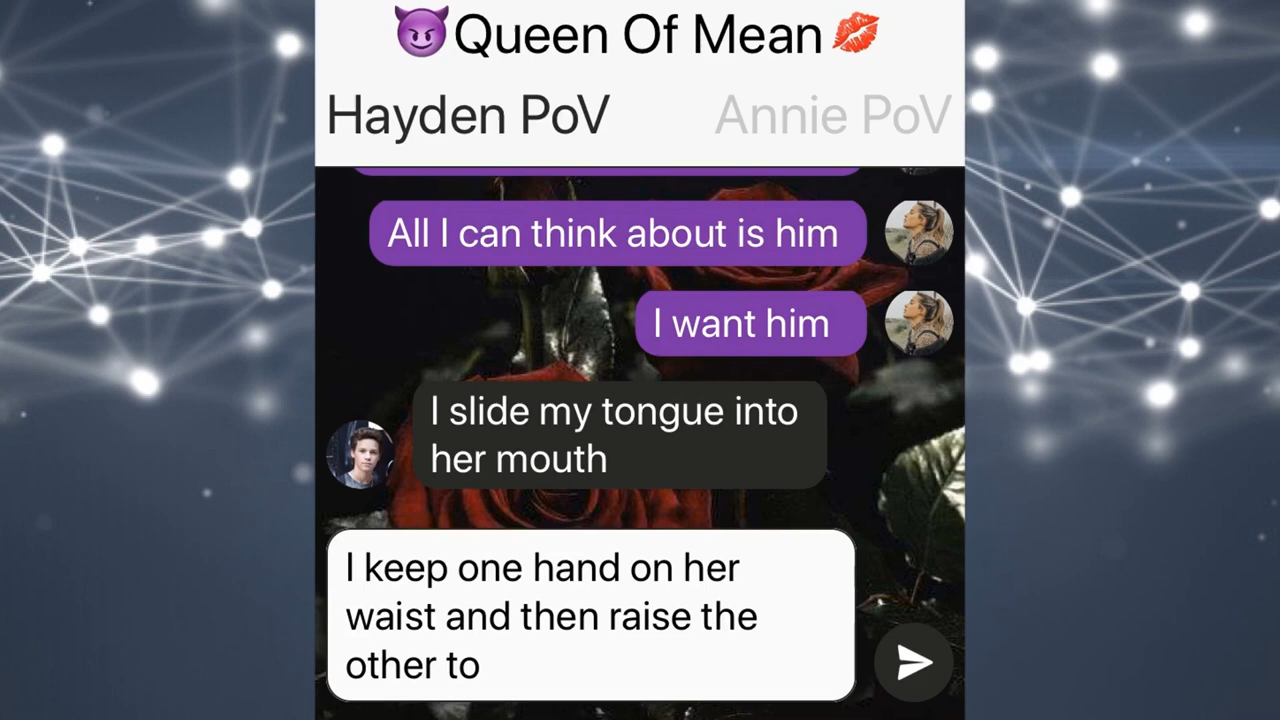 😈Queen Of Mean💋
Hayden PoV
Annie PoV
All I can think about is him
I want him
I slide my tongue into
her mouth
I keep one hand on her
waist and then raise the
other to